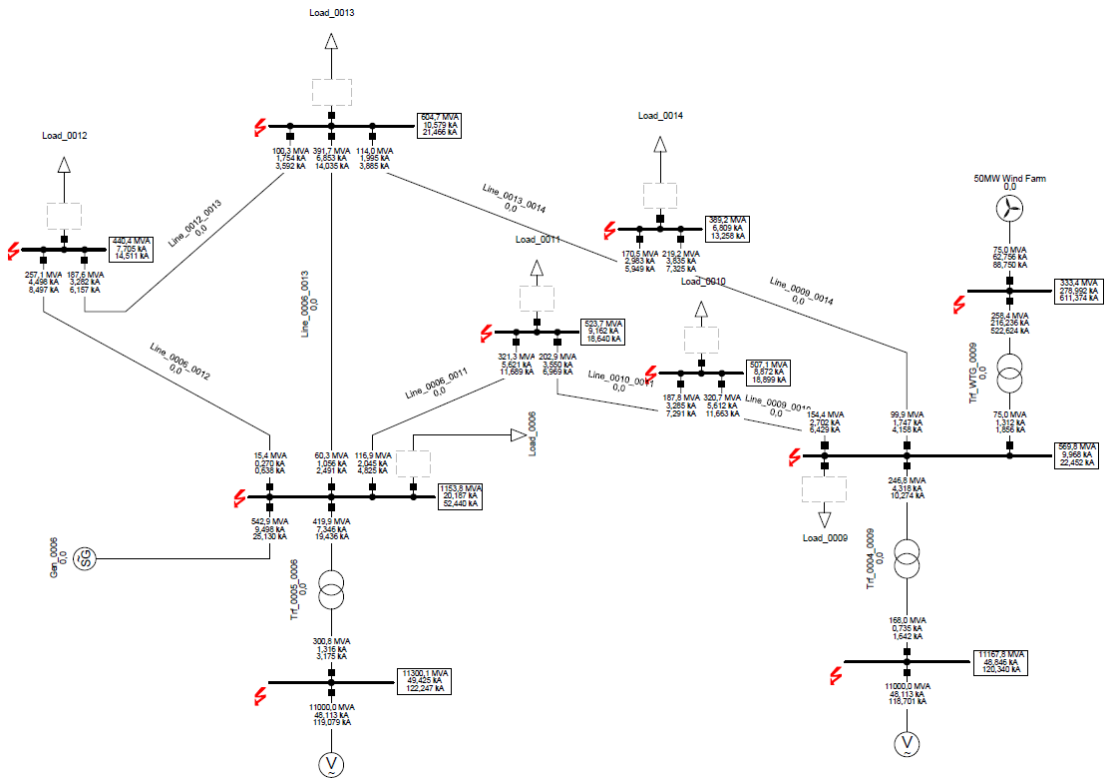 Load_0013
604,7 MVA
10,579 kA
21,466 kA
100,3 MVA
1,754 kA
3,592 kA
391,7 MVA
6,853 kA
14,035 kA
114,0 MVA
1,995 kA
3,885 kA
Load_0012
440,4 MVA
7,705 kA
14,511 kA
257,1 MVA
4,498 kA
8,497 kA
187,6 MVA
3,282 kA
6,157 kA
Line_0012_0013
0,0
Line_0013_0014
0,0
Load_0014
389,2 MVA
6,809 kA
13,258 kA
170,5 MVA
2,983 kA
5,949 kA
219,2 MVA
3,835 kA
7,325 kA
50MW Wind Farm
0,0
75,0 MVA
62,756 kA
88,750 kA
333,4 MVA
278,992 kA
611,374 kA
258,4 MVA
216,236 kA
522,624 kA
Line_0006_0013
0,0
Load_0011
523,7 MVA
9,162 kA
18,640 kA
321,3 MVA
5,621 kA
11,689 kA
202,9 MVA
3,550 kA
6,969 kA
Load_0010
507,1 MVA
8,872 kA
18,899 kA
187,8 MVA
3,285 kA
7,291 kA
320,7 MVA
5,612 kA
11,663 kA
Line_0009_0014
0,0
Line_0006_0012
0,0
Line_0006_0011
0,0
Line_0010_0011
0,0
0,0
Trf_WTG_0009
0,0
154,4 MVA
2,702 kA
6,429 kA
99,9 MVA
1,747 kA
4,158 kA
75,0 MVA
1,312 kA
1,856 kA
569,8 MVA
9,968 kA
22,452 kA
15,4 MVA
0,270 kA
0,638 kA
60,3 MVA
1,056 kA
2,491 kA
116,9 MVA
2,045 kA
4,825 kA
Load_0006
1153,8 MVA
20,187 kA
52,440 kA
542,9 MVA
9,498 kA
25,130 kA
419,9 MVA
7,346 kA
19,436 kA
246,8 MVA
4,318 kA
10,274 kA
Load_0009
Gen_0006
0,0
SG
Trf_0005_0006
0,0
Trf_0004_0009
0,0
300,8 MVA
1,316 kA
3,175 kA
11300,1 MVA
49,425 kA
122,247 kA
11000,0 MVA
48,113 kA
119,079 kA
V
168,0 MVA
0,735 kA
1,642 kA
11167,8 MVA
48,846 kA
120,340 kA
11000,0 MVA
48,113 kA
118,701 kA
V